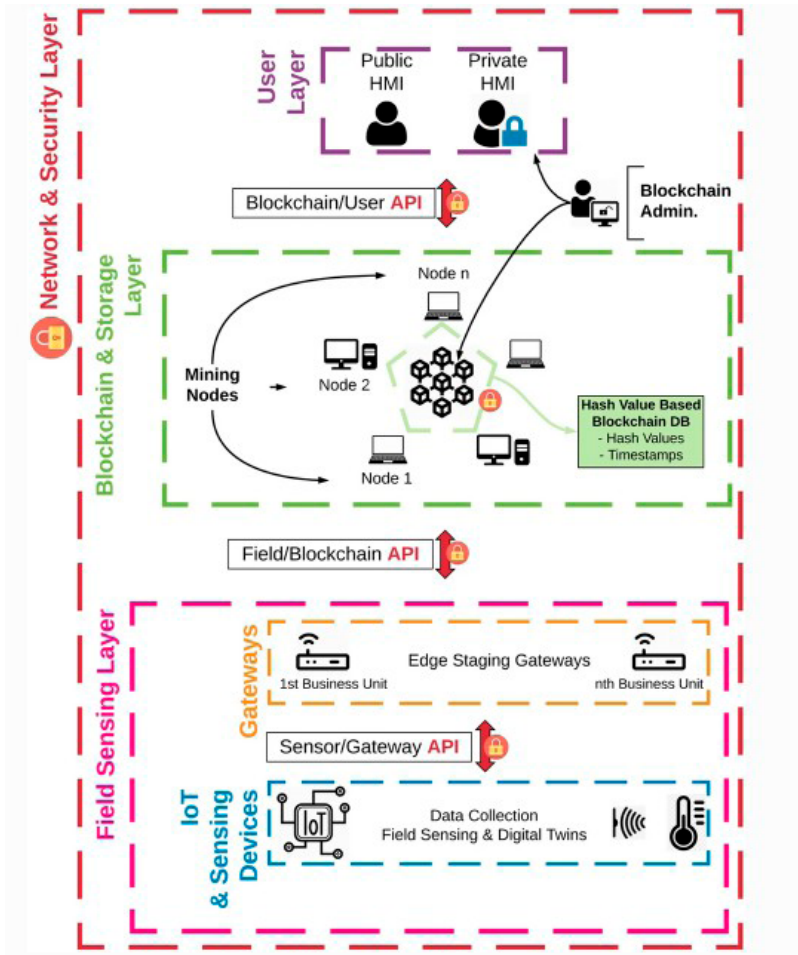 Network & Security Layer
User
Layer
Public
HMI
Private
HMI
Blockchain/User API
Blockchain
Admin.
Blockchain & Storage
Layer
Node n
Mining
Nodes
Node 2
Node 1
Hash Value Based
Blockchain DB
- Hash Values
- Timestamps
Field/Blockchain API
Field Sensing Layer
Gateways
1st Business Unit
Edge Staging Gateways
nth Business Unit
Sensor/Gateway API
IoT
& Sensing
Devices
IoT
Data Collection
Field Sensing & Digital Twins